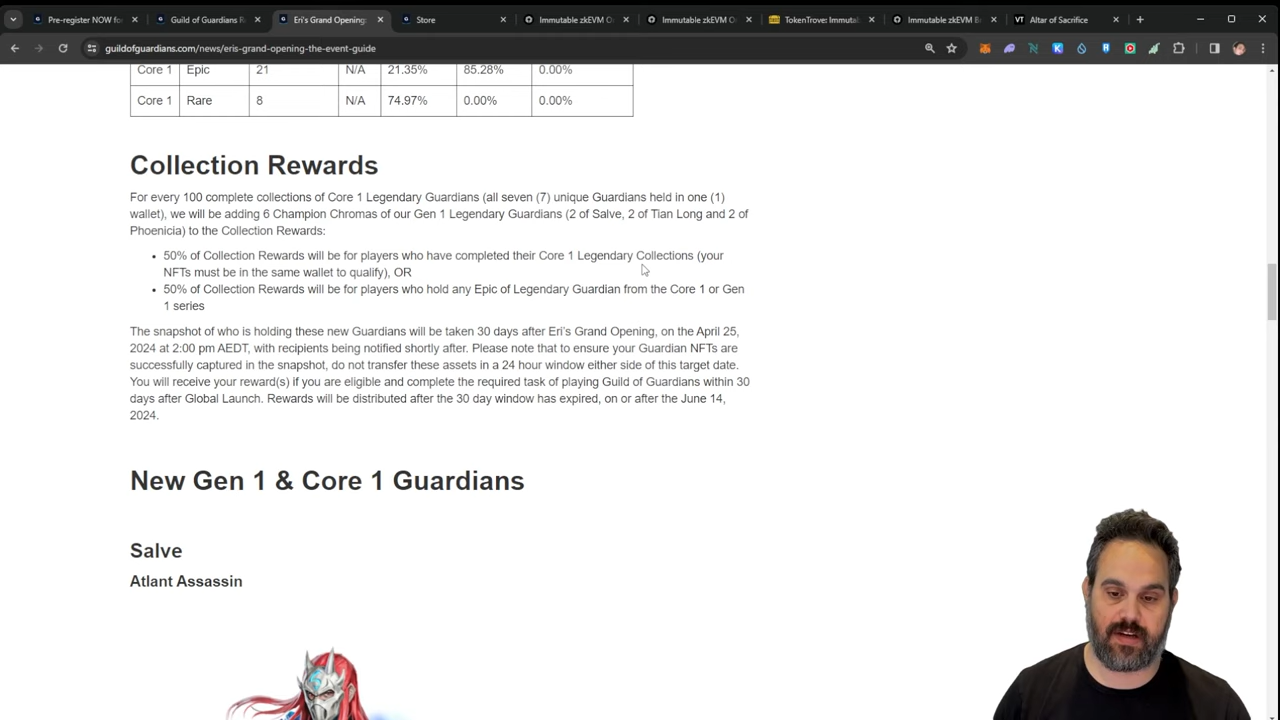 Pre-register NOW for
Guild of Guardians R
Eri's Grand Opening:
Store
Immutable zkEVM O
Immutable zkEVM O
TokenTrove: Immuta
Immutable zkEVM B
Altar of Sacrifice
guildofguardians.com/news/eris-grand-opening-the-event-guide
Core 1 Epic 21 N/A 21.35% 85.28% 0.00%
Core 1 Rare 8 N/A 74.97% 0.00% 0.00%
Collection Rewards
For every 100 complete collections of Core 1 Legendary Guardians (all seven (7) unique Guardians held in one (1)
wallet), we will be adding 6 Champion Chromas of our Gen 1 Legendary Guardians (2 of Salve, 2 of Tian Long and 2 of
Phoenicia) to the Collection Rewards:
• 50% of Collection Rewards will be for players who have completed their Core 1 Legendary Collections (your
NFTs must be in the same wallet to qualify), OR
• 50% of Collection Rewards will be for players who hold any Epic of Legendary Guardian from the Core 1 or Gen
1 series
The snapshot of who is holding these new Guardians will be taken 30 days after Eri's Grand Opening, on the April 25,
2024 at 2:00 pm AEDT, with recipients being notified shortly after. Please note that to ensure your Guardian NFTs are
successfully captured in the snapshot, do not transfer these assets in a 24 hour window either side of this target date.
You will receive your reward(s) if you are eligible and complete the required task of playing Guild of Guardians within 30
days after Global Launch. Rewards will be distributed after the 30 day window has expired, on or after the June 14,
2024.
New Gen 1 & Core 1 Guardians
Salve
Atlant Assassin